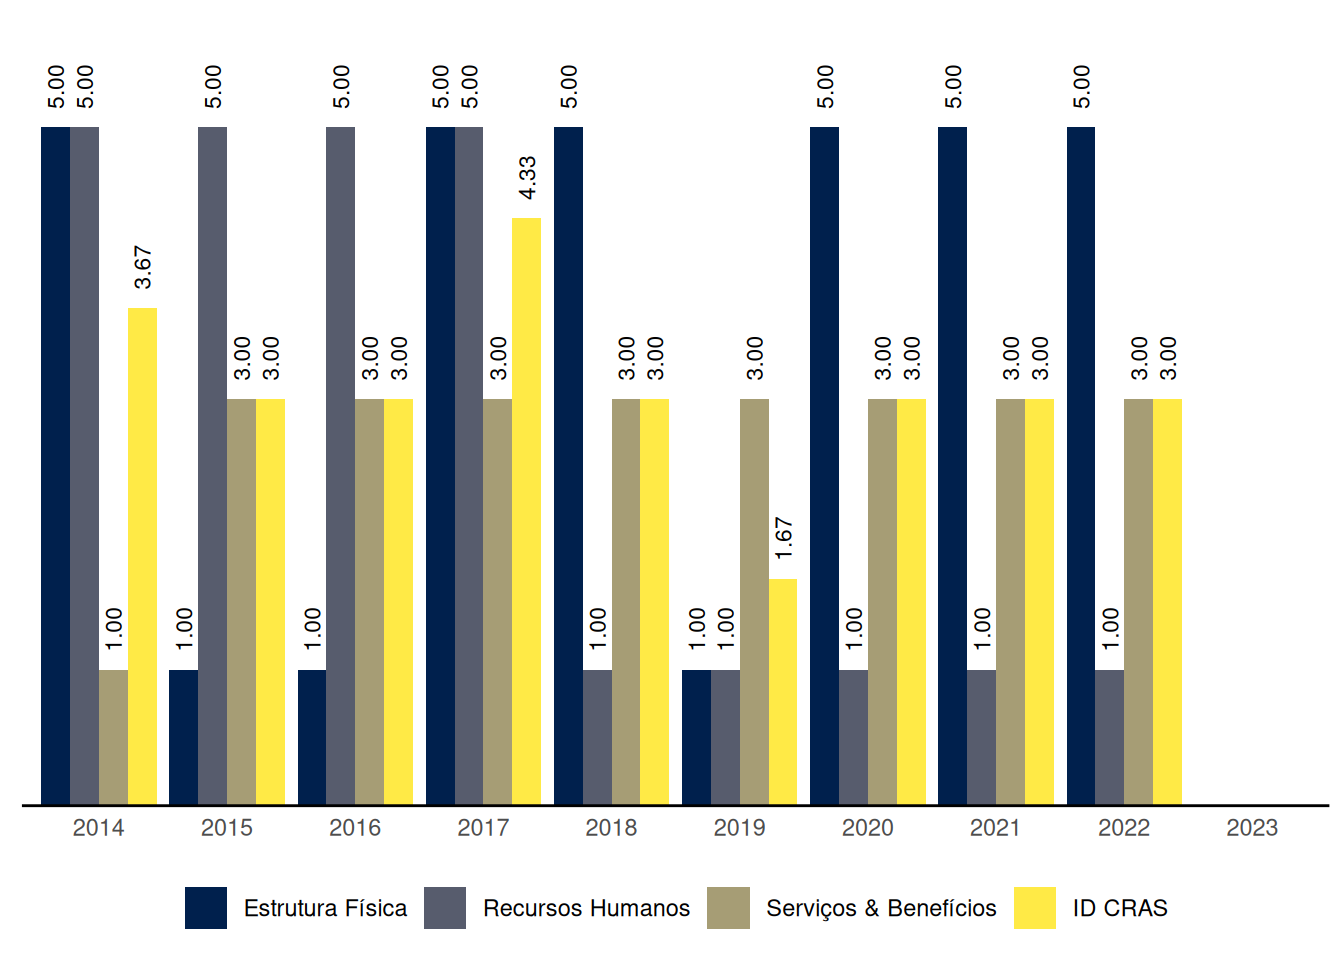 5.00 5.00 5.00 5.00 5.00 5.00 5.00 5.00 5.00 5.00
4.33
3.67
3.00 3.00 3.00 3.00 3.00 3.00 3.00 3.00 3.00 3.00 3.00 3.00 3.00 3.00
1.67
1.00 1.00 1.00 1.00 1.00 1.00 1.00 1.00 1.00
2014 2015 2016 2017 2018 2019 2020 2021 2022 2023
Estrutura Física Recursos Humanos Serviços & Benefícios ID CRAS